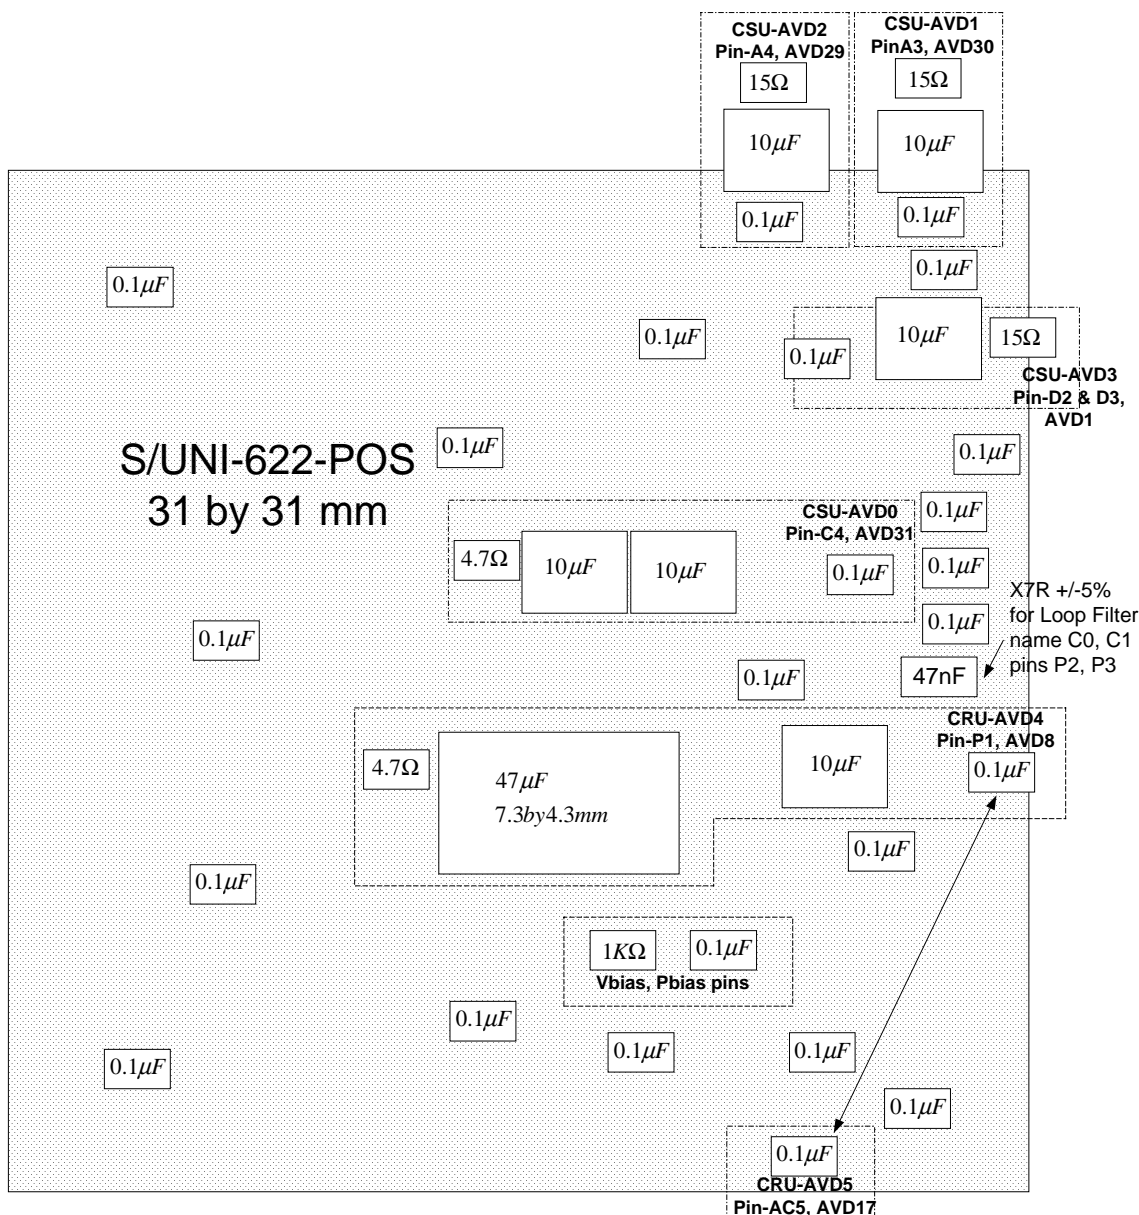 CSU-AVD2
Pin-A4, AVD29
15Ω
10μF
0.1μF
CSU-AVD1
PinA3, AVD30
15Ω
10μF
0.1μF
0.1μF
0.1μF
0.1μF
0.1μF
10μF
15Ω
CSU-AVD3
Pin-D2 & D3,
AVD1
S/UNI-622-POS
31 by 31 mm
0.1μF
0.1μF
CSU-AVD0
Pin-C4, AVD31
4.7Ω
10μF
10μF
0.1μF
0.1μF
0.1μF
0.1μF
X7R +/-5%
for Loop Filter
name C0, C1
pins P2, P3
0.1μF
0.1μF
47nF
CRU-AVD4
Pin-P1, AVD8
4.7Ω
47μF
7.3by4.3mm
10μF
0.1μF
0.1μF
0.1μF
1KΩ
0.1μF
Vbias, Pbias pins
0.1μF
0.1μF
0.1μF
0.1μF
0.1μF
0.1μF
CRU-AVD5
Pin-AC5, AVD17